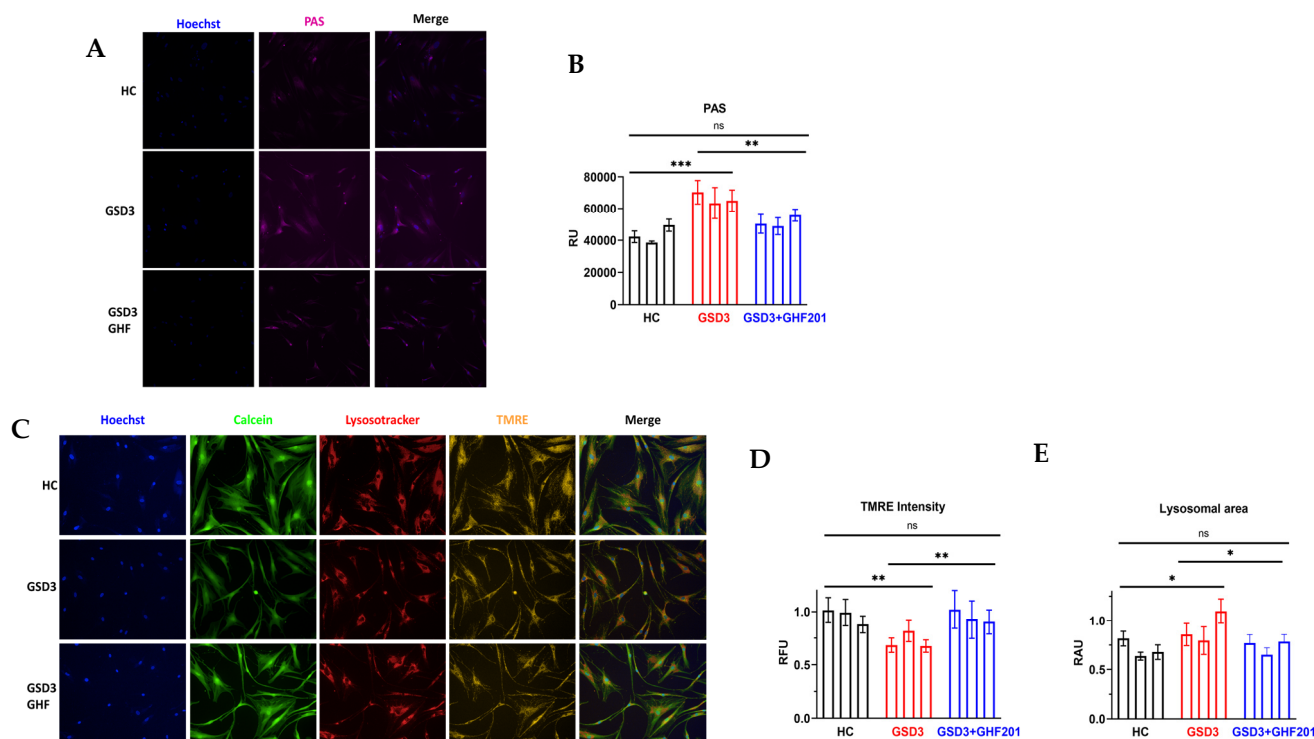 A
Hoechst PAS Merge
HC
GSD3
GSD3
GHF
B
PAS
ns
**
***
80000
60000
40000
20000
0
RU
HC GSD3 GSD3+GHF201
C
Hoechst Calcein Lysosotracker TMRE Merge
HC
GSD3
GSD3
GHF
D
TMRE Intensity
ns
**
**
1.0
0.5
1.0
RFU
HC GSD3 GSD3+GHF201
E
Lysosomal area
ns
*
*
1.0
0.5
1.0
RAU
HC GSD3 GSD3+GHF201